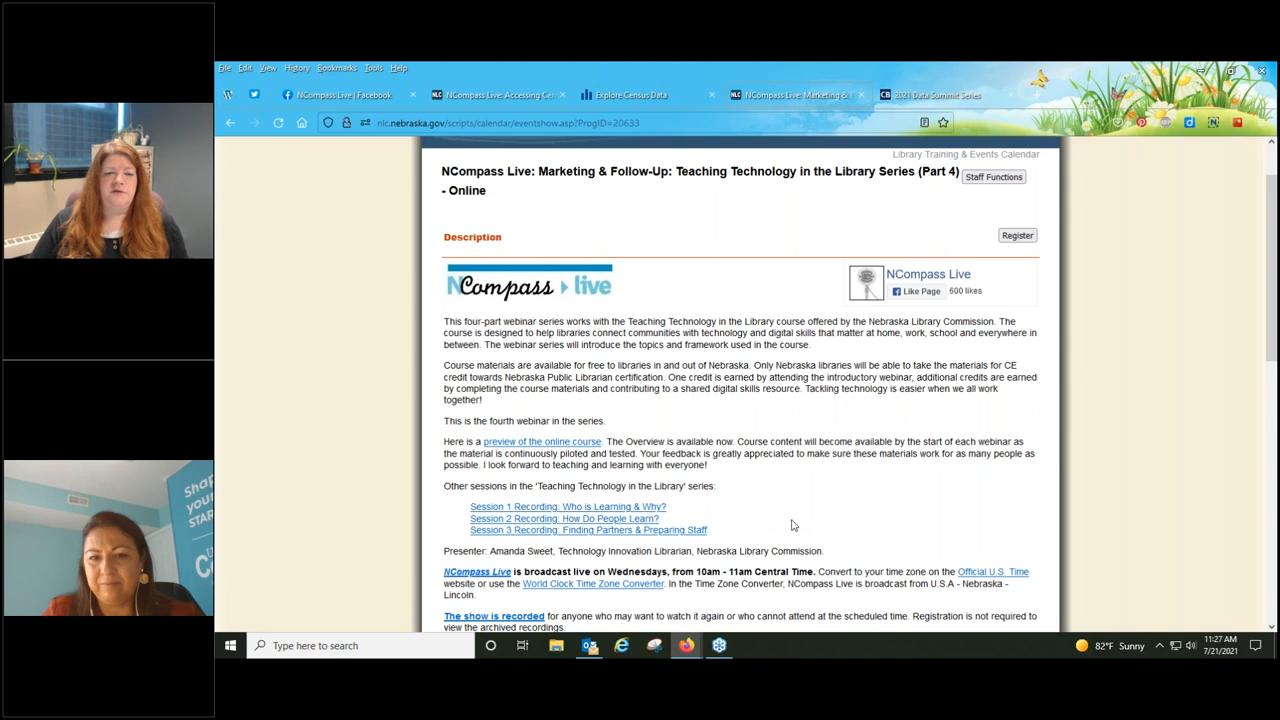 File Edit View History Bookmarks Tools Help
NCompass Live | Facebook
NLC NCompass Live: Accessing Ce
Explore Census Data
NLC NCompass Live: Marketing &
CB 2021 Data Summit Series
nlc.nebraska.gov/scripts/calendar/eventshow.asp?ProgID=20633
Library Training & Events Calendar
NCompass Live: Marketing & Follow-Up: Teaching Technology in the Library Series (Part 4)
- Online
Staff Functions
Description
Register
NCompass live
NCompass Live
Like Page 600 likes
This four-part webinar series works with the Teaching Technology in the Library course offered by the Nebraska Library Commission. The
course is designed to help libraries connect communities with technology and digital skills that matter at home, work, school and everywhere in
between. The webinar series will introduce the topics and framework used in the course.
Course materials are available for free to libraries in and out of Nebraska. Only Nebraska libraries will be able to take the materials for CE
credit towards Nebraska Public Librarian certification. One credit is earned by attending the introductory webinar, additional credits are earned
by completing the course materials and contributing to a shared digital skills resource. Tackling technology is easier when we all work
together!
This is the fourth webinar in the series.
Here is a preview of the online course. The Overview is available now. Course content will become available by the start of each webinar as
the material is continuously piloted and tested. Your feedback is greatly appreciated to make sure these materials work for as many people as
possible. I look forward to teaching and learning with everyone!
Other sessions in the 'Teaching Technology in the Library' series:
Session 1 Recording: Who is Learning & Why?
Session 2 Recording: How Do People Learn?
Session 3 Recording: Finding Partners & Preparing Staff
Presenter: Amanda Sweet, Technology Innovation Librarian, Nebraska Library Commission.
NCompass Live is broadcast live on Wednesdays, from 10am - 11am Central Time. Convert to your time zone on the Official U.S. Time
website or use the World Clock Time Zone Converter. In the Time Zone Converter, NCompass Live is broadcast from U.S.A - Nebraska -
Lincoln.
The show is recorded for anyone who may want to watch it again or who cannot attend at the scheduled time. Registration is not required to
view the archived recordings.
Type here to search
82°F Sunny
11:27 AM
7/21/2021
Shap
your
STAR